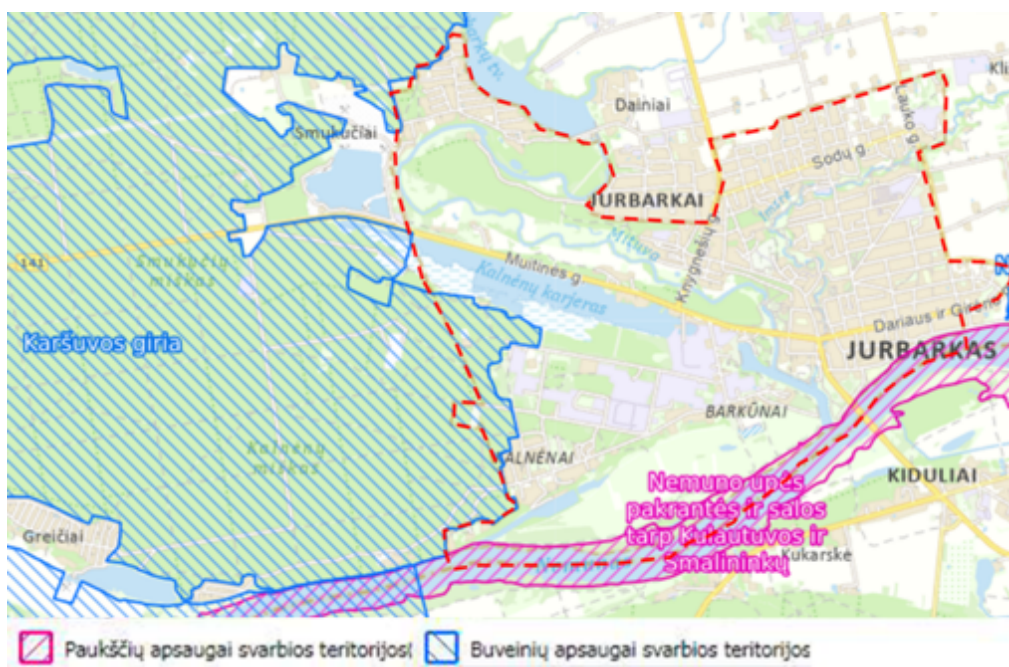 Smukučiai
Dainiai
Kli
Lauko g.
Sodų g.
JURBARKAI
Imsrė
Mituva
Knygnešių g.
141
Smukučių
miškas
Muitinės g.
Kalnėnų karjeras
Karšuvos giria
Dariaus ir Girėno
JURBARKAS
BARKŪNAI
Kalnėnų
miškas
ALNĖNAI
KIDULIAI
Nemuno upės
pakrantės ir salos
tarp Kulautuvos ir
Smalininkų
Greičiai
Kukarskė
Paukščių apsaugai svarbios teritorijos(
Buveinių apsaugai svarbios teritorijos